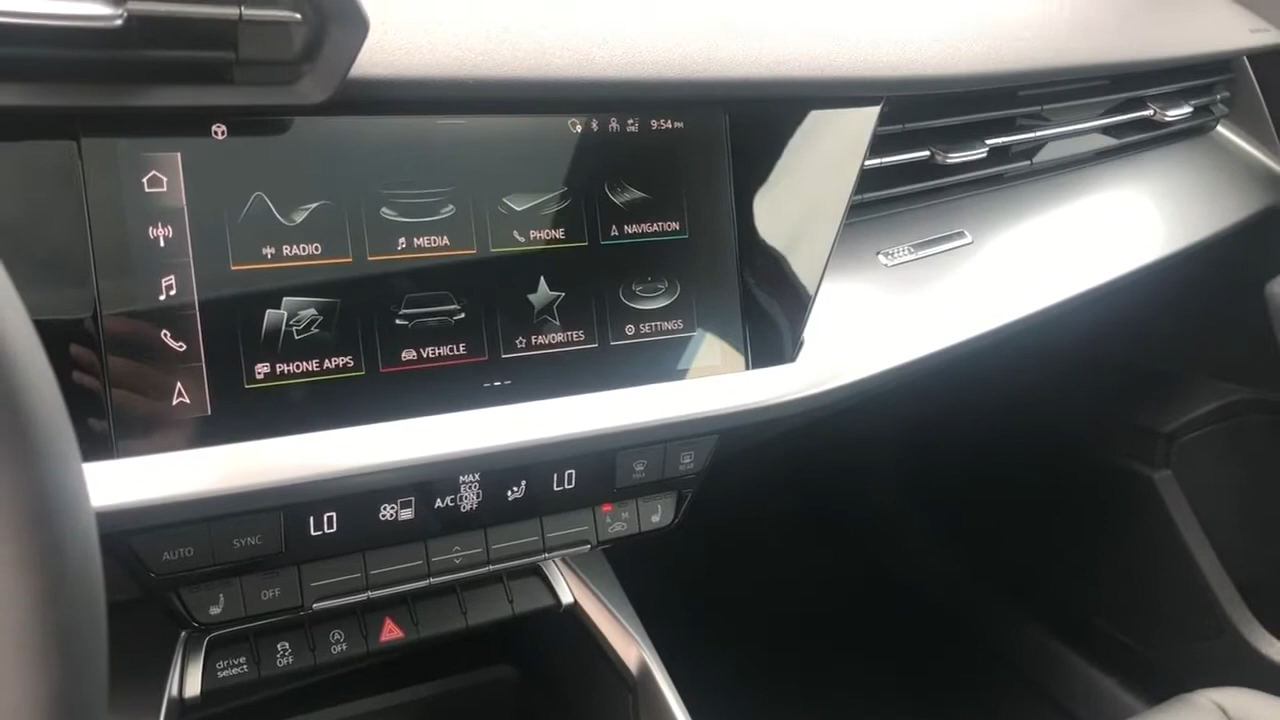 9:54 PM
RADIO
MEDIA
PHONE
NAVIGATION
PHONE APPS
VEHICLE
FAVORITES
SETTINGS
AUTO
SYNC
LO
A/C
MAX
ECO
ON
OFF
LO
REAR
OFF
A M
drive
select
OFF
OFF